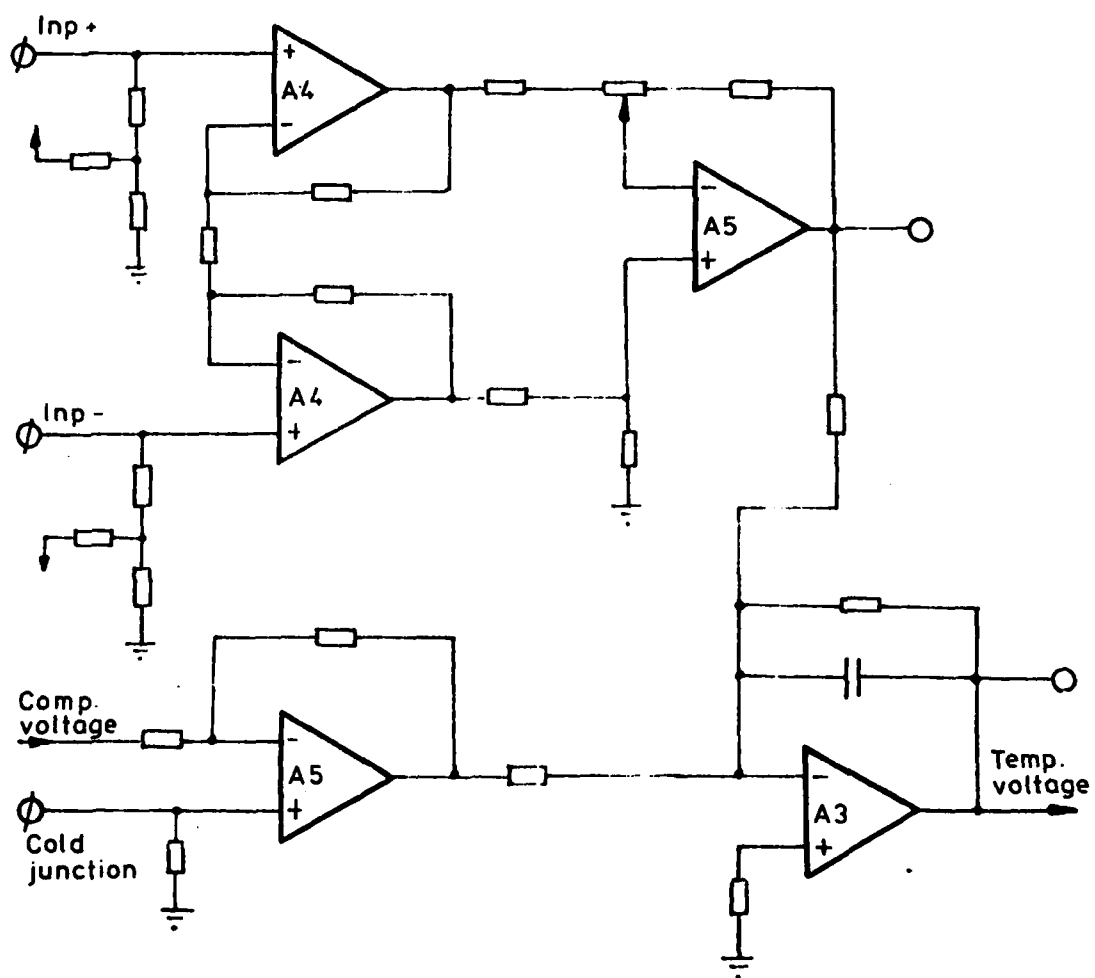 Inp +
+
A4
-
-
A5
+
-
A4
+
Inp -
Comp.
voltage
-
A5
+
Cold
junction
-
A3
+
Temp.
voltage